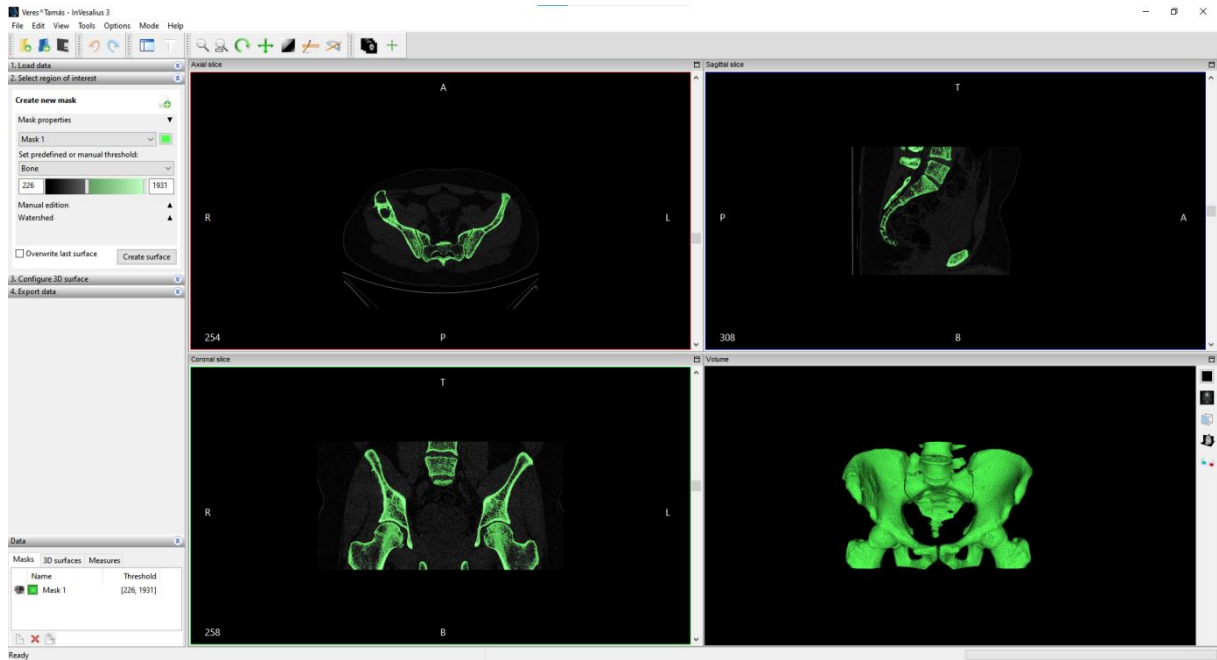 Veres^Tamás - InVesalius 3
File Edit View Tools Options Mode Help
1. Load data
2. Select region of interest
Create new mask
Mask properties
Mask 1
Set predefined or manual threshold:
Bone
226 1931
Manual edition
Watershed
Overwrite last surface Create surface
3. Configure 3D surface
4. Export data
Data
Masks 3D surfaces Measures
Name Threshold
Mask 1 [226, 1931]
Ready
Axial slice
A
R L
254 P
Sagittal slice
T
P A
308 B
Coronal slice
T
R L
258 B
Volume